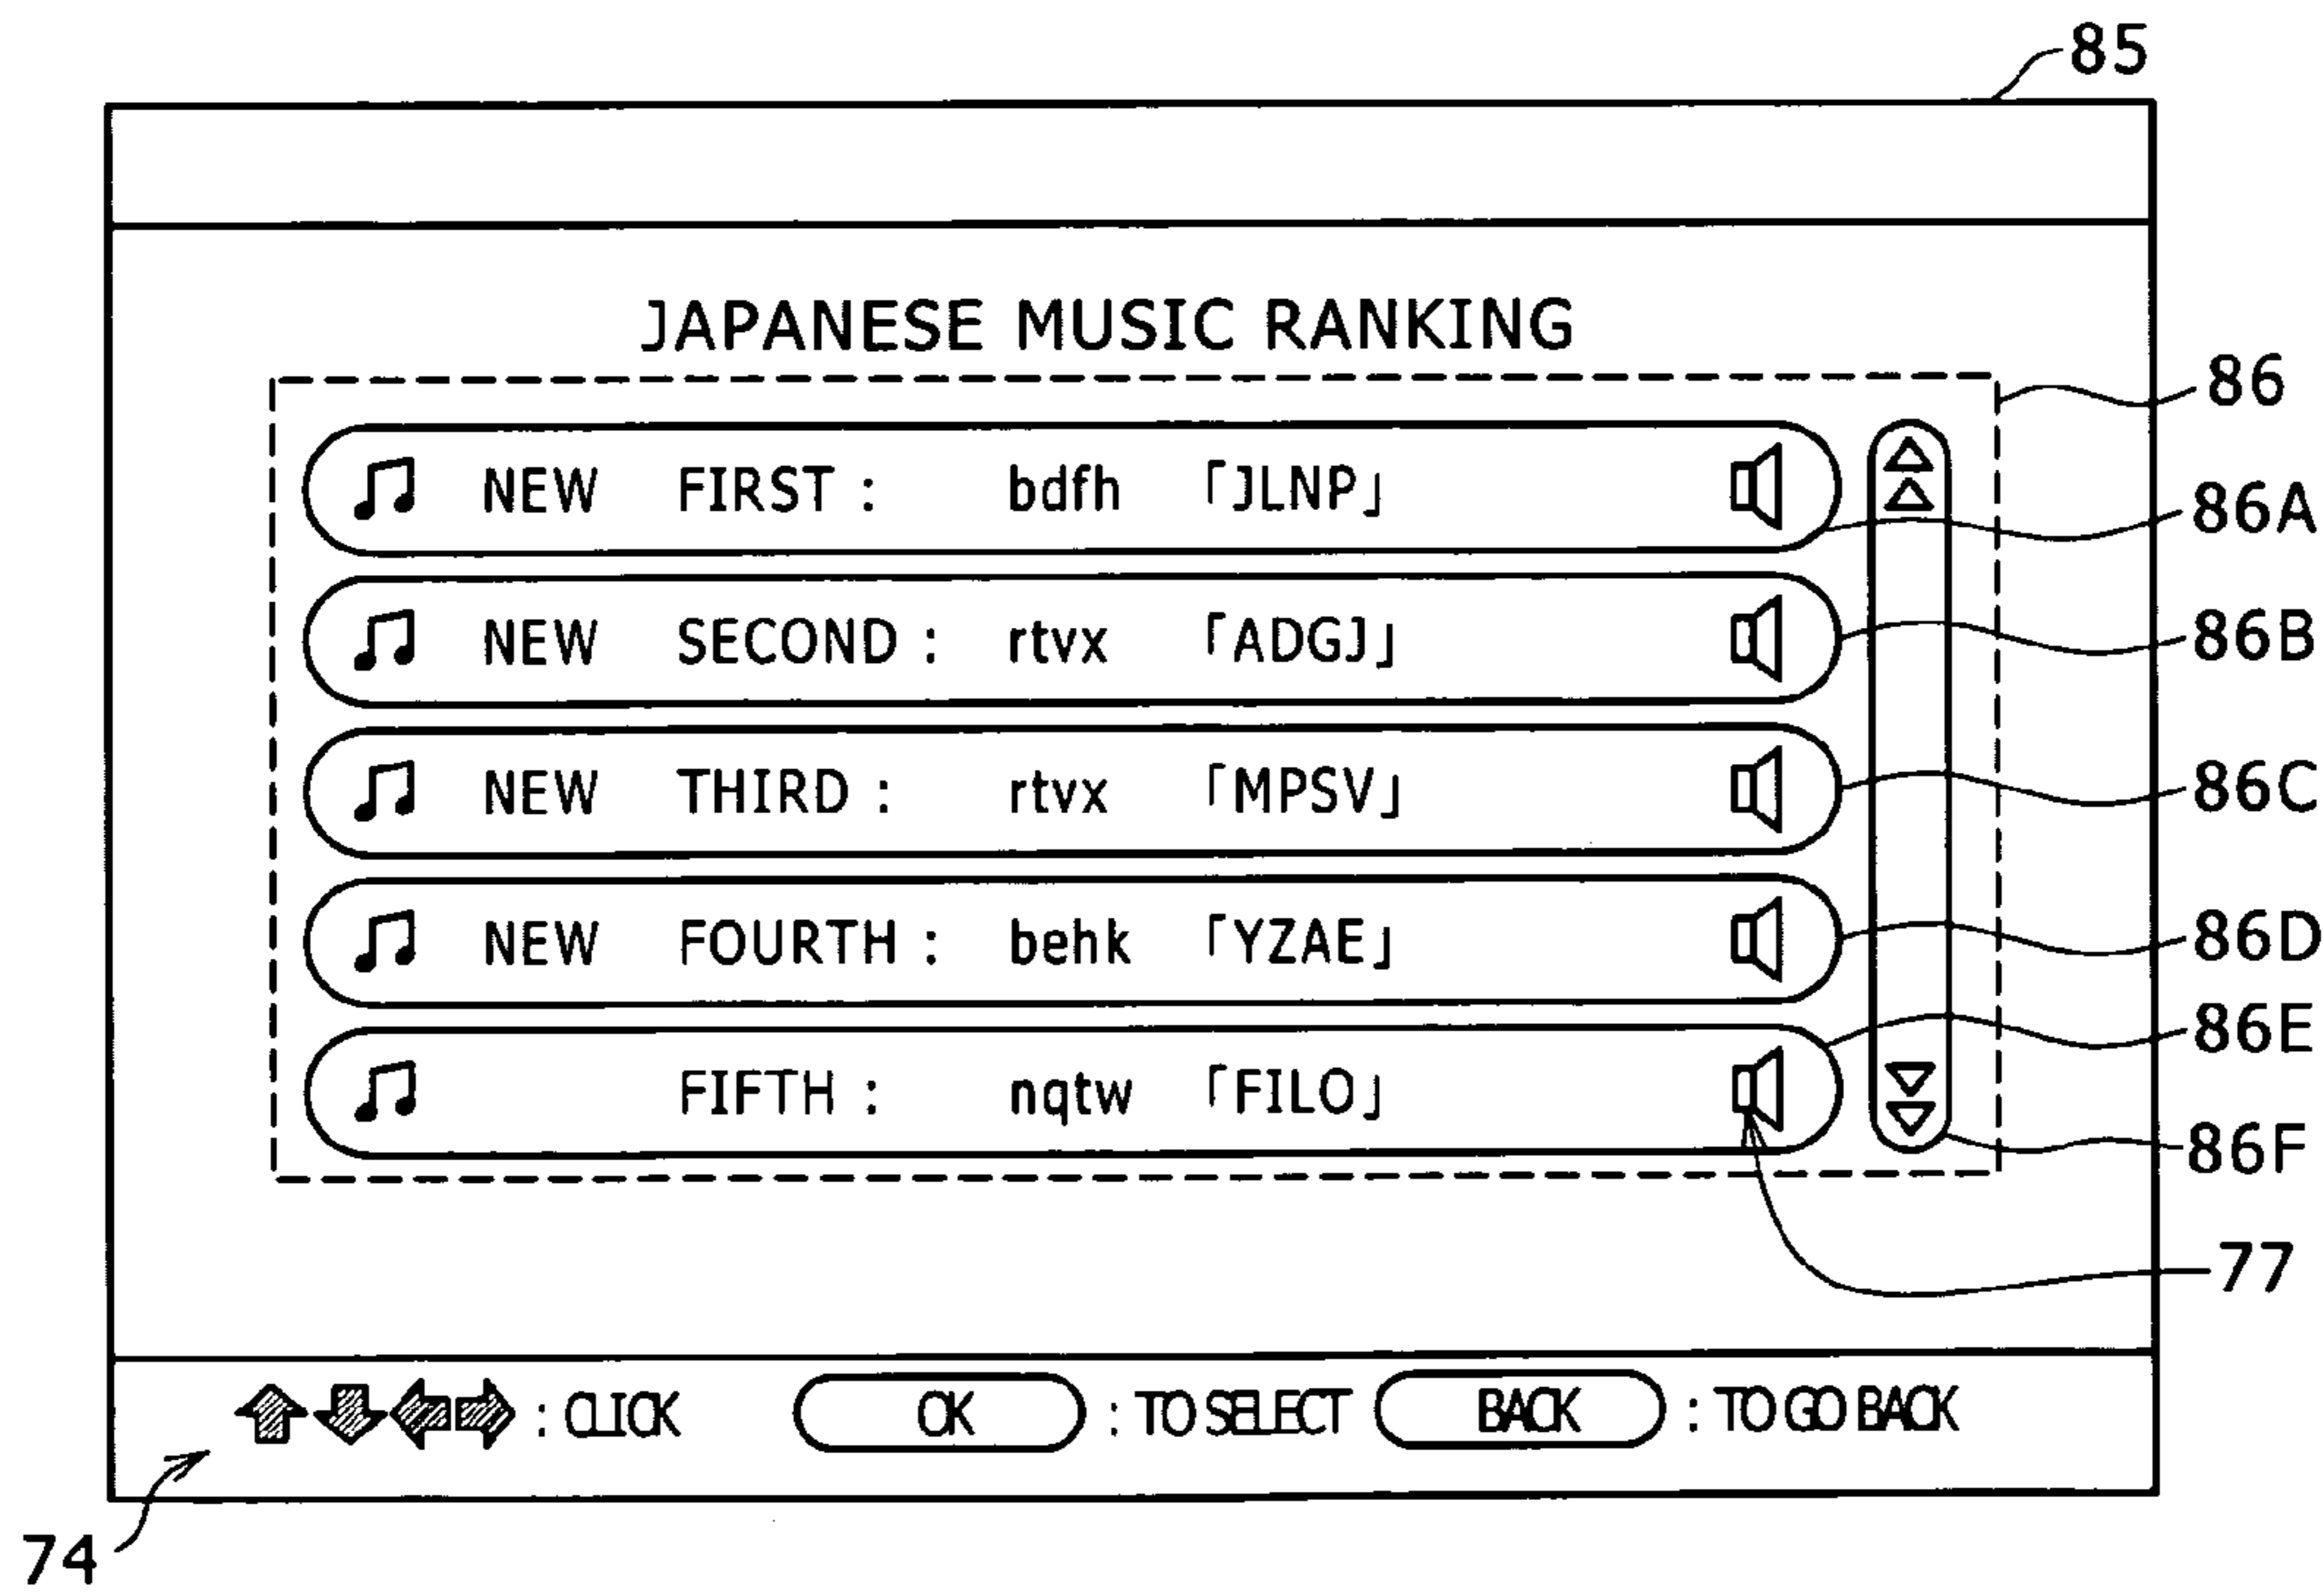 85
JAPANESE MUSIC RANKING
86
NEW FIRST : bdfh 「JLNP」
86A
NEW SECOND : rtvx 「ADGJ」
86B
NEW THIRD : rtvx 「MPSV」
86C
NEW FOURTH : behk 「YZAE」
86D
86E
FIFTH : nqtw 「FILO」
86F
77
: CLICK OK : TO SELECT BACK : TO GO BACK
74